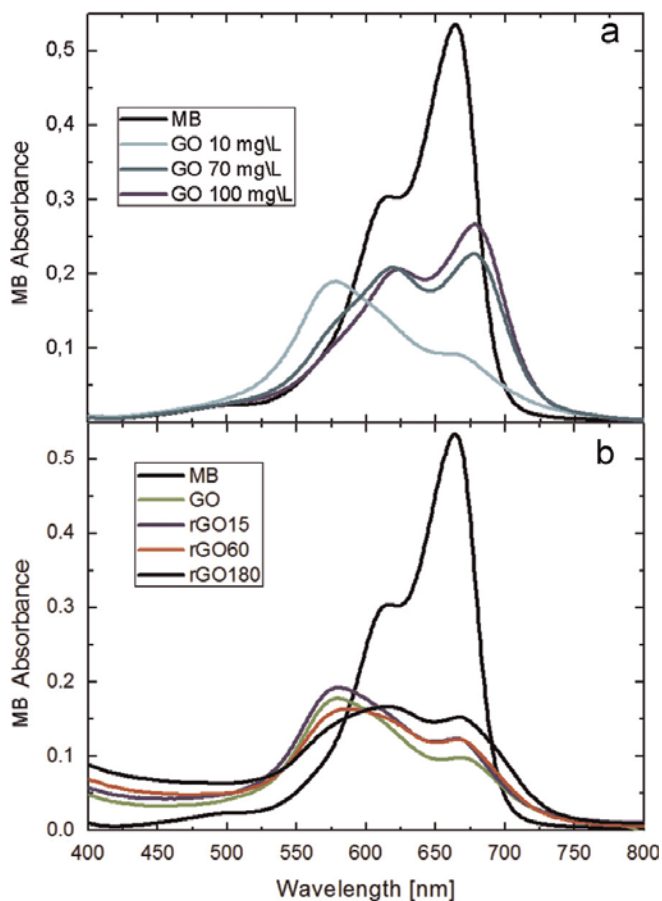 a
0,5
0,4
0,3
0,2
0,1
MB Absorbance
MB
GO 10 mg\L
GO 70 mg\L
GO 100 mg\L
b
0.5
0.4
0.3
0.2
0.1
0.0
MB Absorbance
MB
GO
rGO15
rGO60
rGO180
400 450 500 550 600 650 700 750 800
Wavelength [nm]